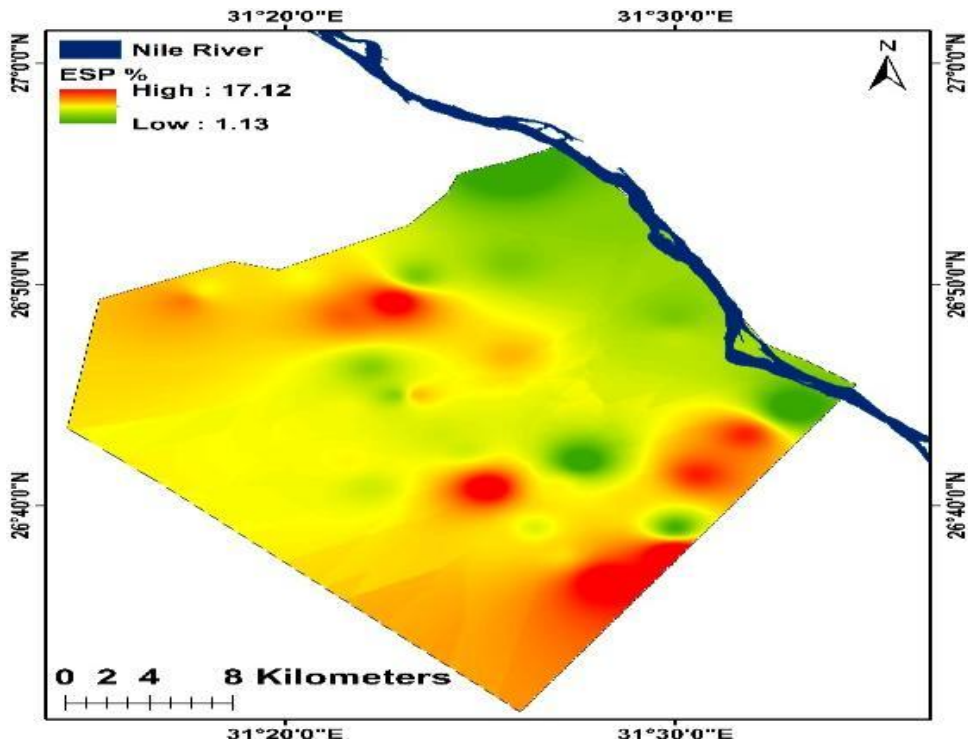 31°20'0"E 31°30'0"E
Nile River
ESP %
High : 17.12
Low : 1.13
N
27°0'0"N 27°0'0"N
26°50'0"N 26°50'0"N
26°40'0"N 26°40'0"N
0 2 4 8 Kilometers
31°20'0"E 31°30'0"E